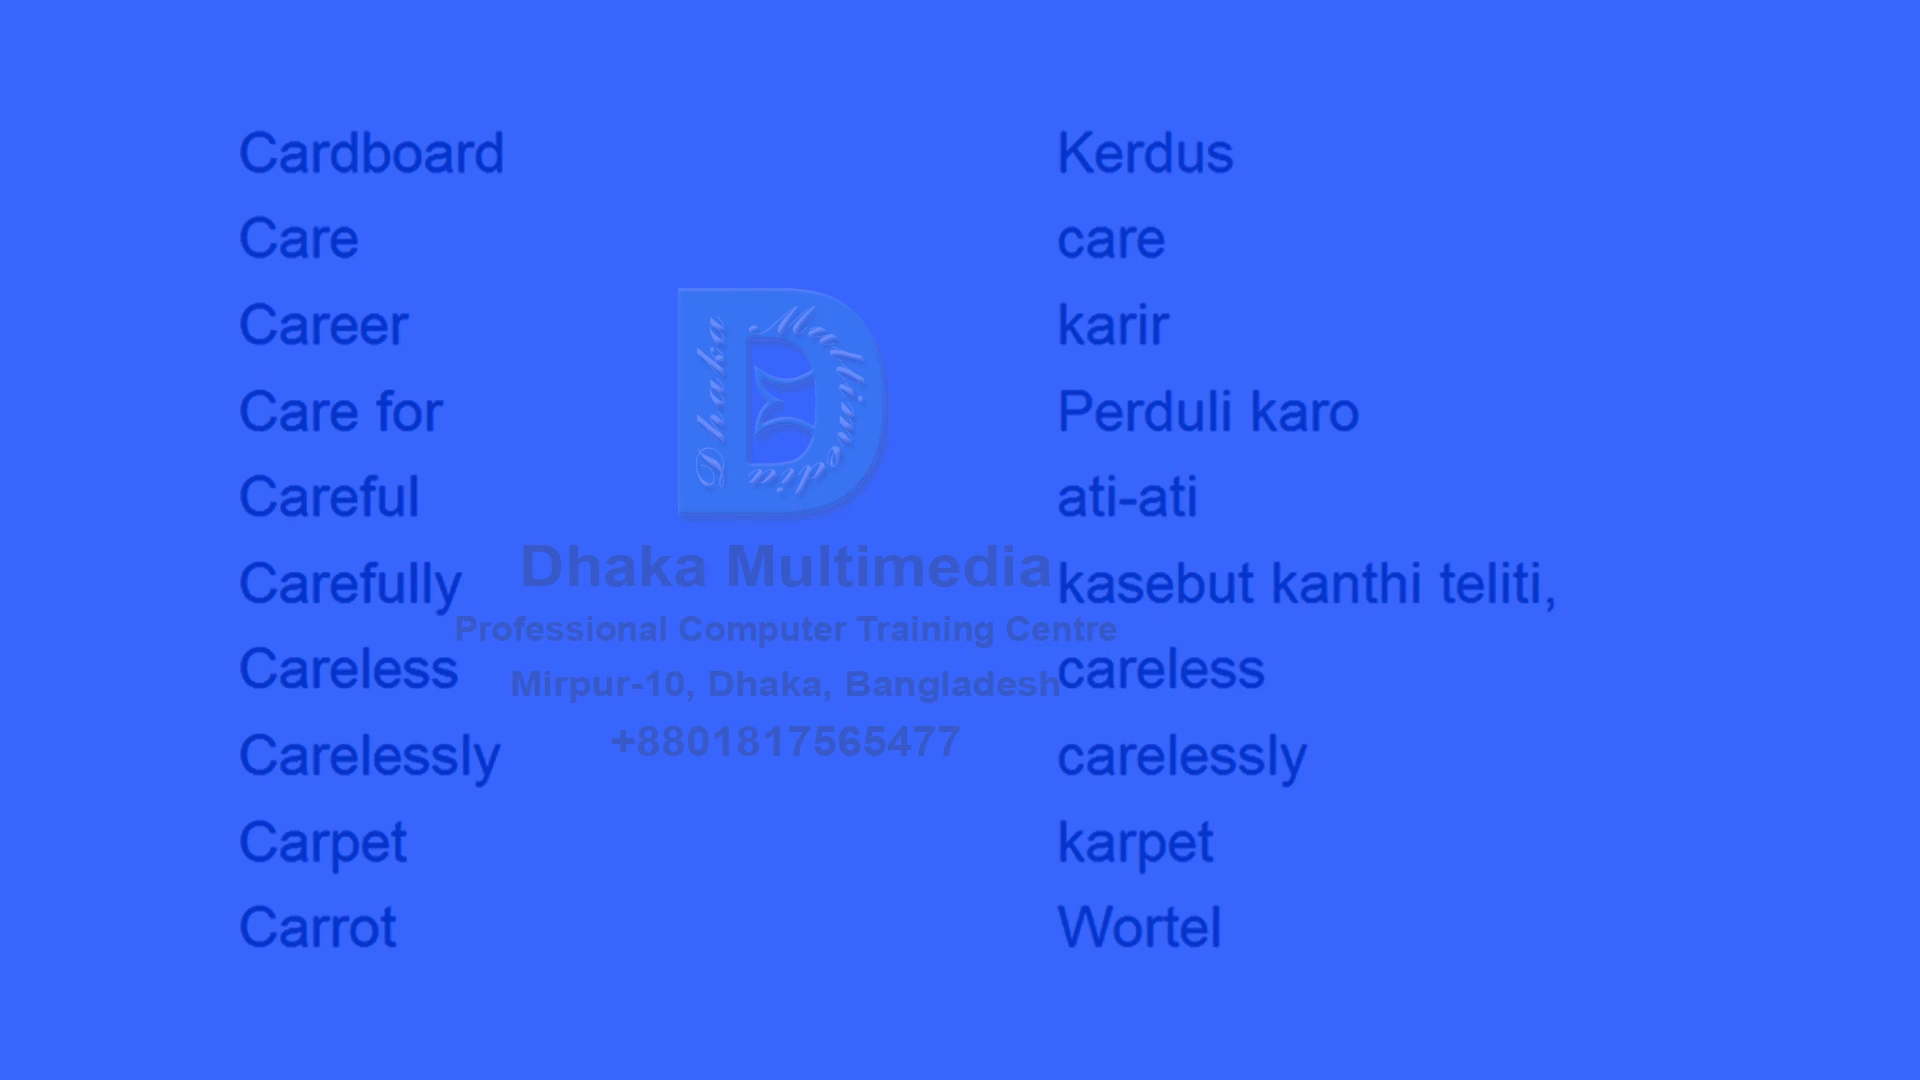 Cardboard Kerdus
Care care
Career karir
Care for Perduli karo
Careful ati-ati
Carefully kasebut kanthi teliti,
Careless careless
Carelessly carelessly
Carpet karpet
Carrot Wortel
Dhaka Multimedia
Dhaka Multimedia
Professional Computer Training Centre
Mirpur-10, Dhaka, Bangladesh
+8801817565477